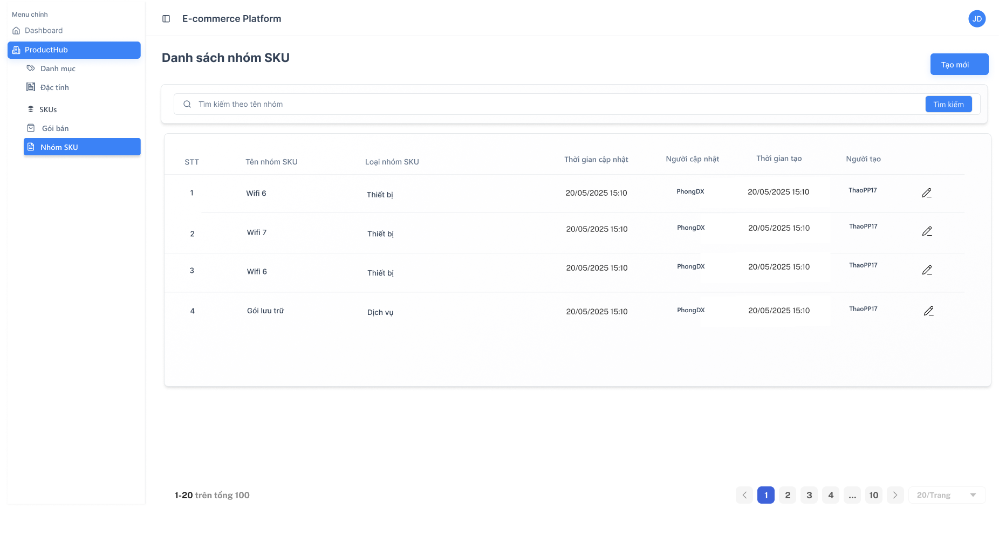 Menu chính
Dashboard
ProductHub
Danh mục
Đặc tính
SKUs
Gói bán
Nhóm SKU
E-commerce Platform
JD
Danh sách nhóm SKU
Tạo mới
Tìm kiếm theo tên nhóm
Tìm kiếm
STT Tên nhóm SKU Loại nhóm SKU Thời gian cập nhật Người cập nhật Thời gian tạo Người tạo
1 Wifi 6 Thiết bị 20/05/2025 15:10 PhongDX 20/05/2025 15:10 ThaoPP17
2 Wifi 7 Thiết bị 20/05/2025 15:10 PhongDX 20/05/2025 15:10 ThaoPP17
3 Wifi 6 Thiết bị 20/05/2025 15:10 PhongDX 20/05/2025 15:10 ThaoPP17
4 Gói lưu trữ Dịch vụ 20/05/2025 15:10 PhongDX 20/05/2025 15:10 ThaoPP17
1-20 trên tổng 100
1 2 3 4 ... 10 20/Trang